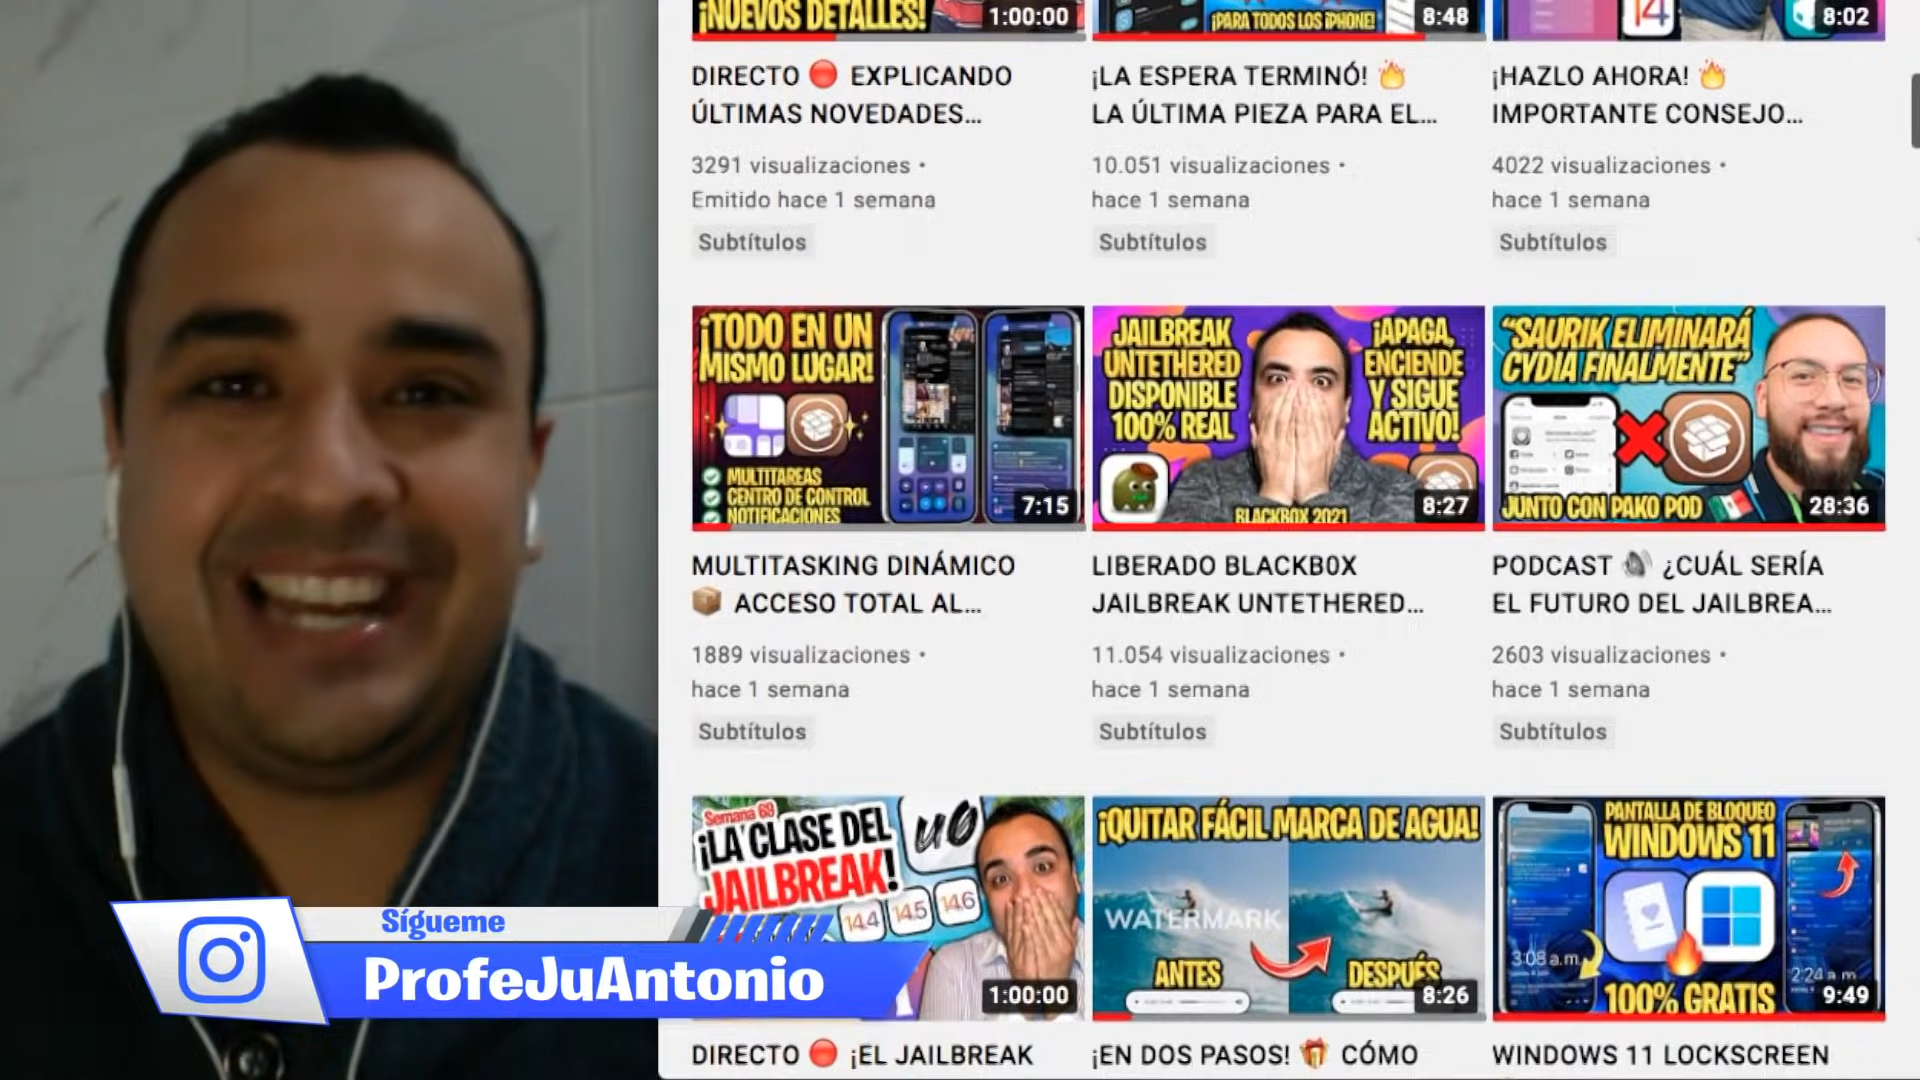 ¡NUEVOS DETALLES!
1:00:00
¡PARA TODOS LOS iPHONE!
8:48
14
8:02
DIRECTO 🔴 EXPLICANDO
ÚLTIMAS NOVEDADES...
3291 visualizaciones •
Emitido hace 1 semana
Subtítulos
¡LA ESPERA TERMINÓ! 🔥
LA ÚLTIMA PIEZA PARA EL...
10.051 visualizaciones •
hace 1 semana
Subtítulos
¡HAZLO AHORA! 🔥
IMPORTANTE CONSEJO...
4022 visualizaciones •
hace 1 semana
Subtítulos
¡TODO EN UN
MISMO LUGAR!
MULTITAREAS
CENTRO DE CONTROL
NOTIFICACIONES
7:15
JAILBREAK
UNTETHERED
DISPONIBLE
100% REAL
¡APAGA,
ENCIENDE
Y SIGUE
ACTIVO!
BLACKBOX 2021
8:27
"SAURIK ELIMINARÁ
CYDIA FINALMENTE"
JUNTO CON PAKO POD
28:36
MULTITASKING DINÁMICO
📦 ACCESO TOTAL AL...
1889 visualizaciones •
hace 1 semana
Subtítulos
LIBERADO BLACKB0X
JAILBREAK UNTETHERED...
11.054 visualizaciones •
hace 1 semana
Subtítulos
PODCAST 🔊 ¿CUÁL SERÍA
EL FUTURO DEL JAILBREA...
2603 visualizaciones •
hace 1 semana
Subtítulos
Semana 69
¡LA CLASE DEL
JAILBREAK!
u0
14.4 14.5 14.6
1:00:00
¡QUITAR FÁCIL MARCA DE AGUA!
WATERMARK
ANTES
DESPUÉS
8:26
PANTALLA DE BLOQUEO
WINDOWS 11
3:08 a.m.
2:24 a.m.
100% GRATIS
9:49
DIRECTO 🔴 ¡EL JAILBREAK
¡EN DOS PASOS! 🎁 CÓMO
WINDOWS 11 LOCKSCREEN
Sígueme
ProfeJuAntonio